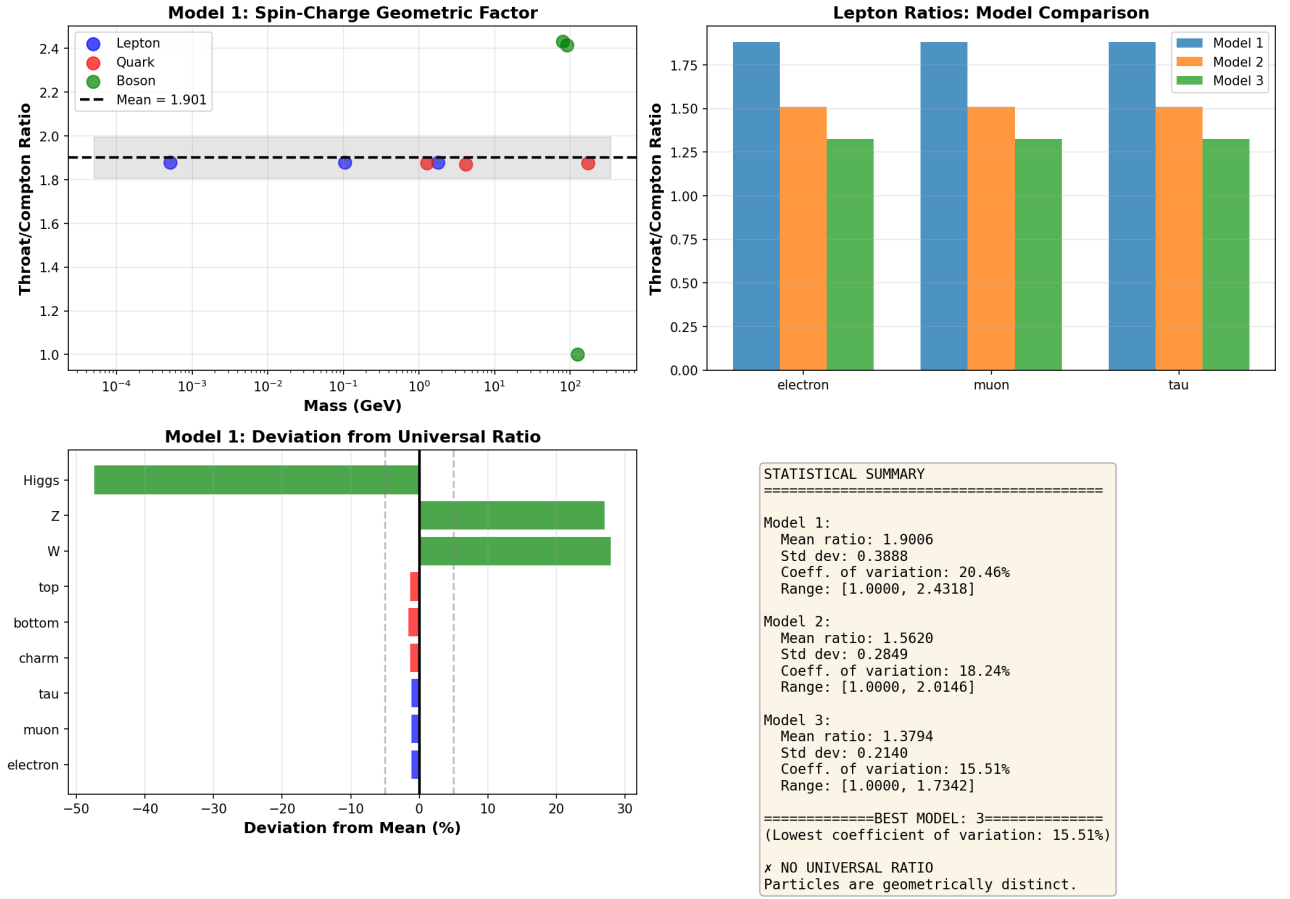 Model 1: Spin-Charge Geometric Factor
Throat/Compton Ratio
2.4
2.2
2.0
1.8
1.6
1.4
1.2
1.0
Lepton
Quark
Boson
Mean = 1.901
10⁻⁴ 10⁻³ 10⁻² 10⁻¹ 10⁰ 10¹ 10²
Mass (GeV)
Lepton Ratios: Model Comparison
Throat/Compton Ratio
1.75
1.50
1.25
1.00
0.75
0.50
0.25
0.00
Model 1
Model 2
Model 3
electron muon tau
Model 1: Deviation from Universal Ratio
Higgs
Z
W
top
bottom
charm
tau
muon
electron
−50 −40 −30 −20 −10 0 10 20 30
Deviation from Mean (%)
STATISTICAL SUMMARY
========================================
Model 1:
Mean ratio: 1.9006
Std dev: 0.3888
Coeff. of variation: 20.46%
Range: [1.0000, 2.4318]
Model 2:
Mean ratio: 1.5620
Std dev: 0.2849
Coeff. of variation: 18.24%
Range: [1.0000, 2.0146]
Model 3:
Mean ratio: 1.3794
Std dev: 0.2140
Coeff. of variation: 15.51%
Range: [1.0000, 1.7342]
=============BEST MODEL: 3==============
(Lowest coefficient of variation: 15.51%)
✗ NO UNIVERSAL RATIO
Particles are geometrically distinct.